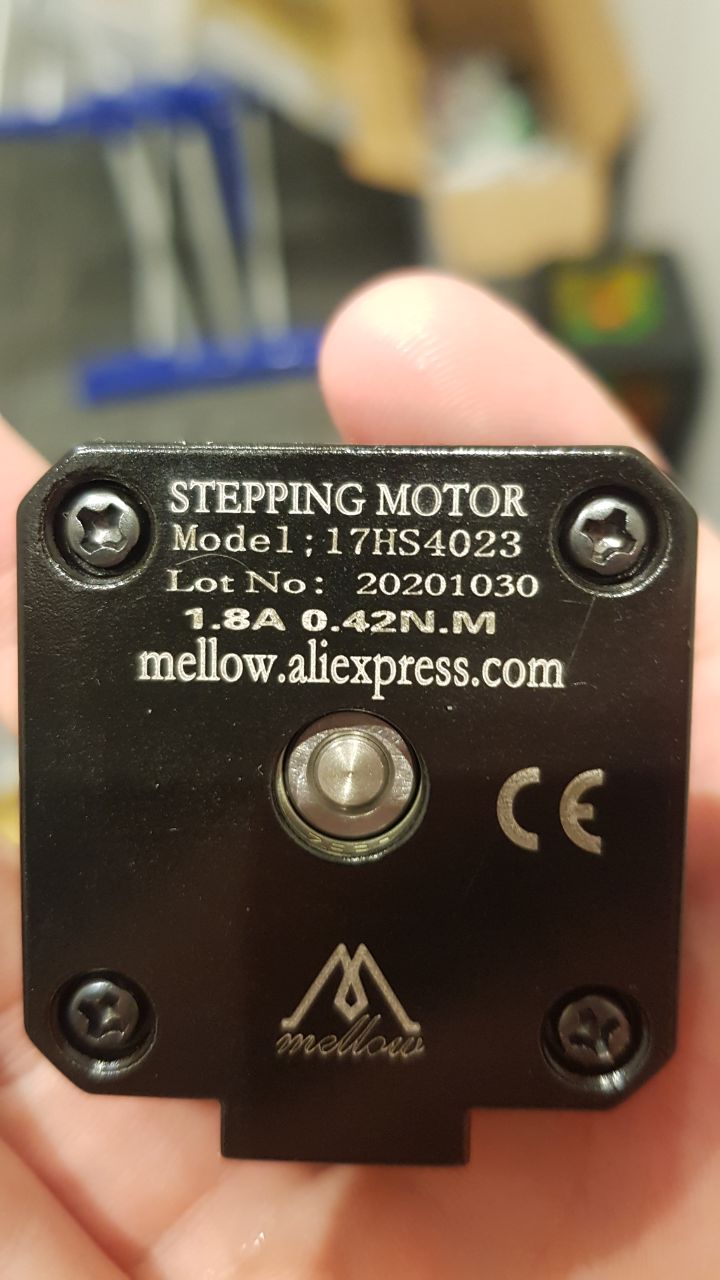 STEPPING MOTOR
Model;17HS4023
Lot No: 20201030
1.8A 0.42N.M
mellow.aliexpress.com
CE
mellow